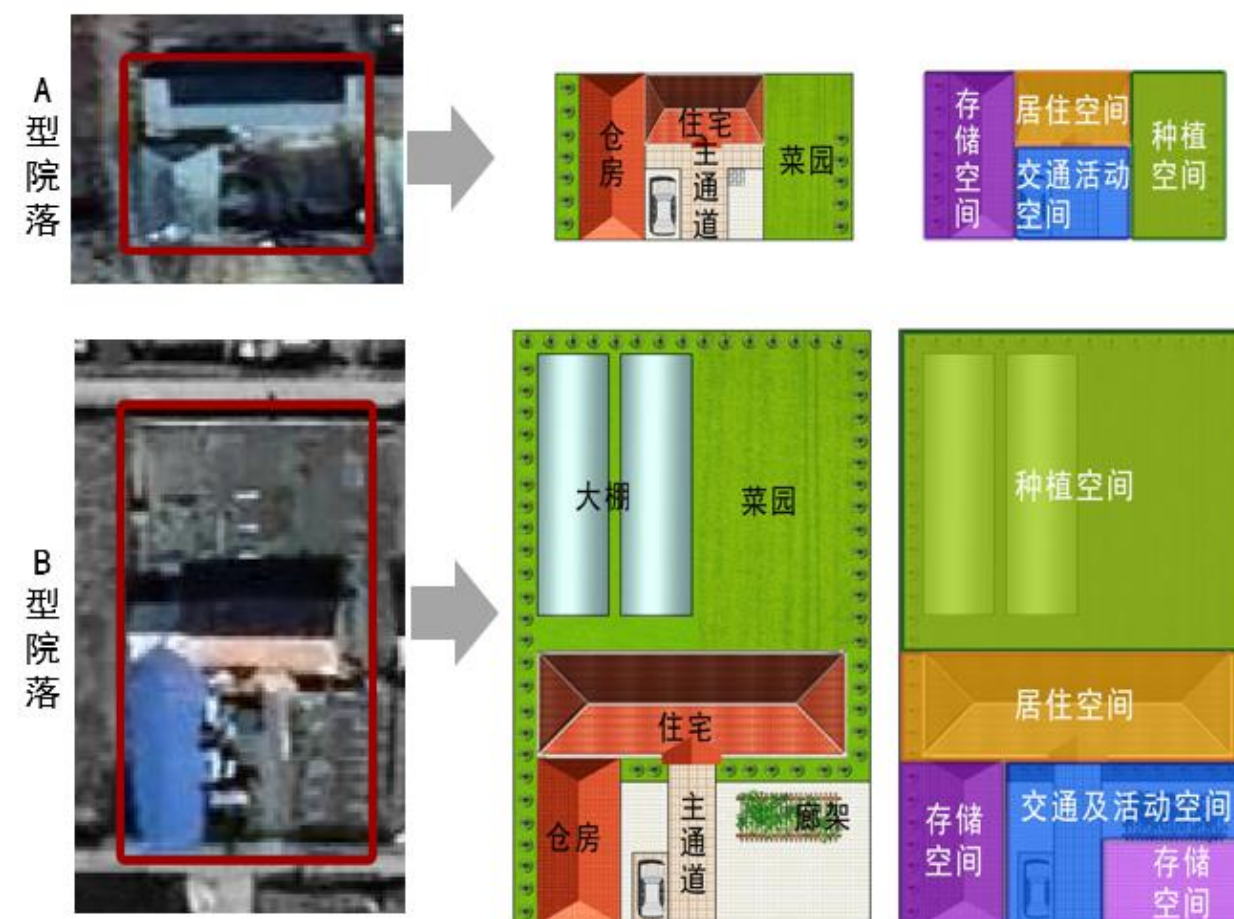 A型院落
仓房
住宅
主通道
菜园
存储空间
居住空间
交通活动
空间
种植
空间
B型院落
大棚
菜园
住宅
仓房
主通道
廊架
种植空间
居住空间
存储
空间
交通及活动空间
存储
空间